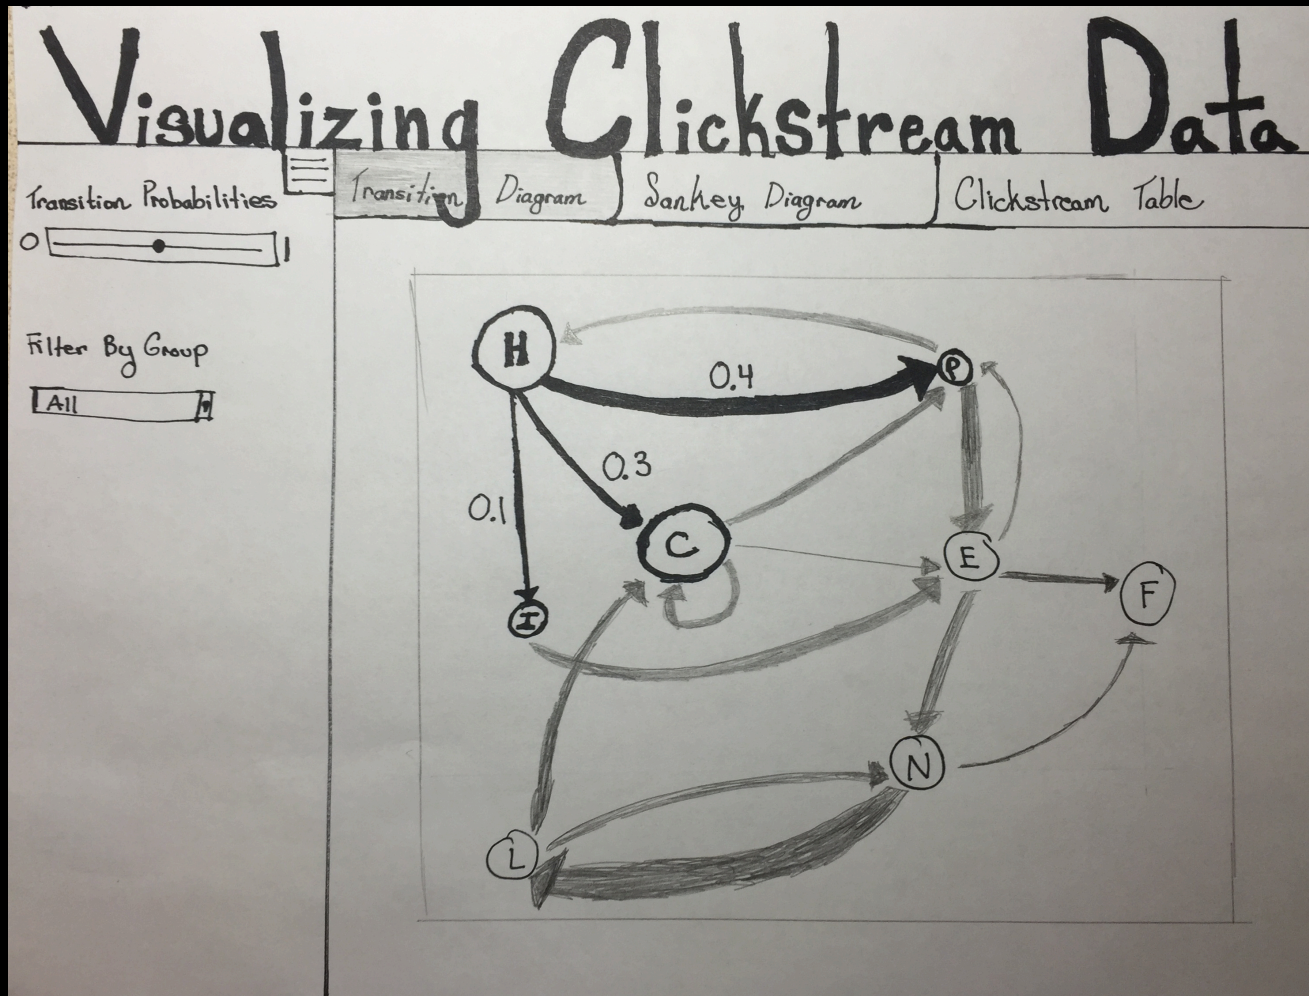 Visualizing Clickstream Data
Transition Probabilities
0 1
Filter By Group
All
Transition Diagram
Sankey Diagram
Clickstream Table
H
0.4
P
0.3
0.1
C
E
F
I
N
L